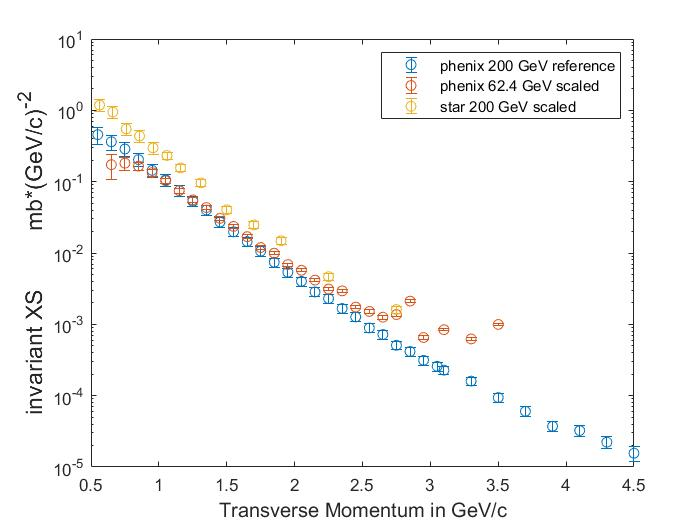 10^1
10^0
10^-1
10^-2
10^-3
10^-4
10^-5
invariant XS mb*(GeV/c)^-2
phenix 200 GeV reference
phenix 62.4 GeV scaled
star 200 GeV scaled
0.5 1 1.5 2 2.5 3 3.5 4 4.5
Transverse Momentum in GeV/c